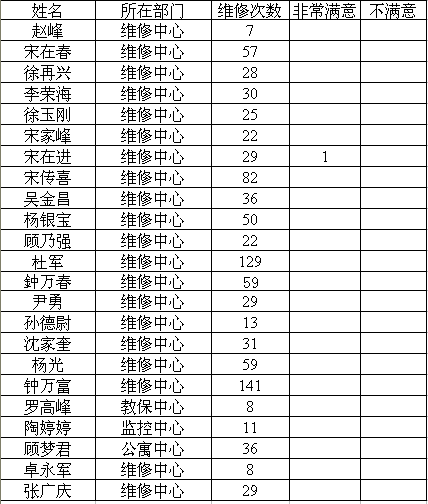 姓名 所在部门 维修次数 非常满意 不满意
赵峰 维修中心 7
宋在春 维修中心 57
徐再兴 维修中心 28
李荣海 维修中心 30
徐玉刚 维修中心 25
宋家峰 维修中心 22
宋在进 维修中心 29 1
宋传喜 维修中心 82
吴金昌 维修中心 36
杨银宝 维修中心 50
顾乃强 维修中心 22
杜军 维修中心 129
鈡万春 维修中心 59
尹勇 维修中心 29
孙德尉 维修中心 13
沈家奎 维修中心 31
杨光 维修中心 59
钟万富 维修中心 141
罗高峰 教保中心 8
陶婷婷 监控中心 11
顾梦君 公寓中心 36
卓永军 维修中心 8
张广庆 维修中心 29